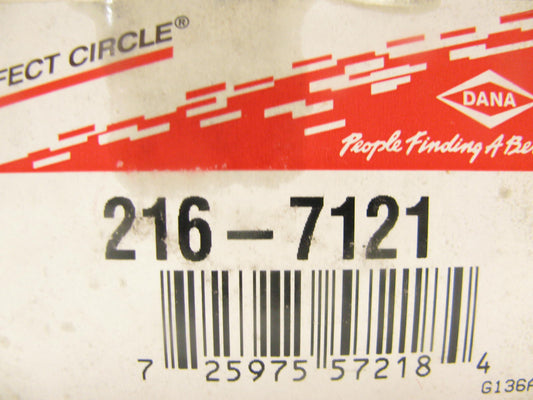 FECT CIRCLE®
DANA
People Finding A Be
216-7121
7 25975 57218 4
G136A